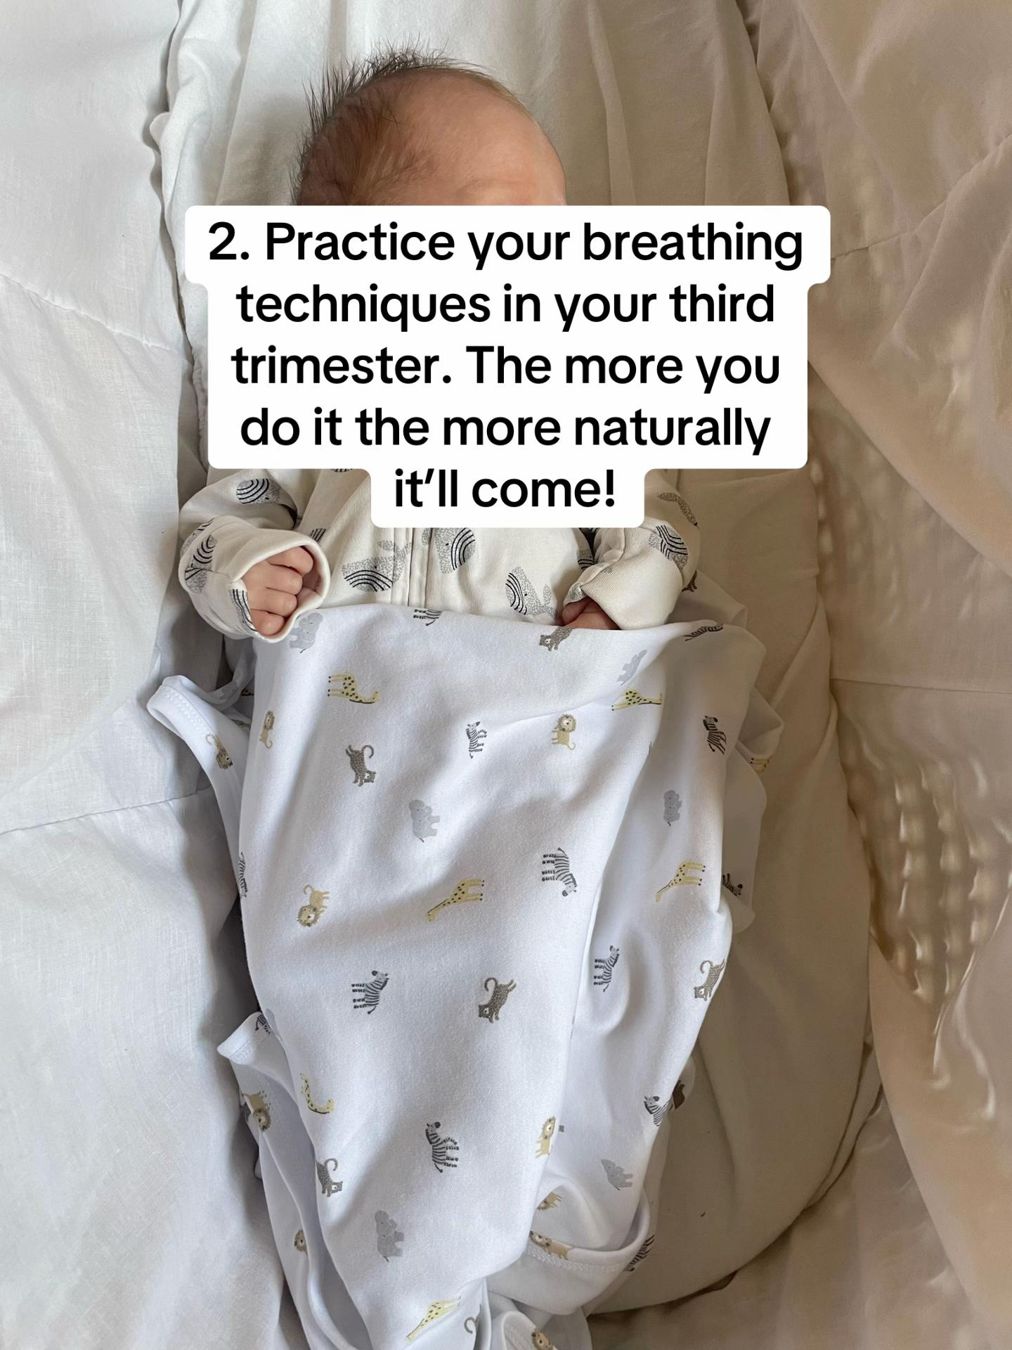 2. Practice your breathing
techniques in your third
trimester. The more you
do it the more naturally
it’ll come!